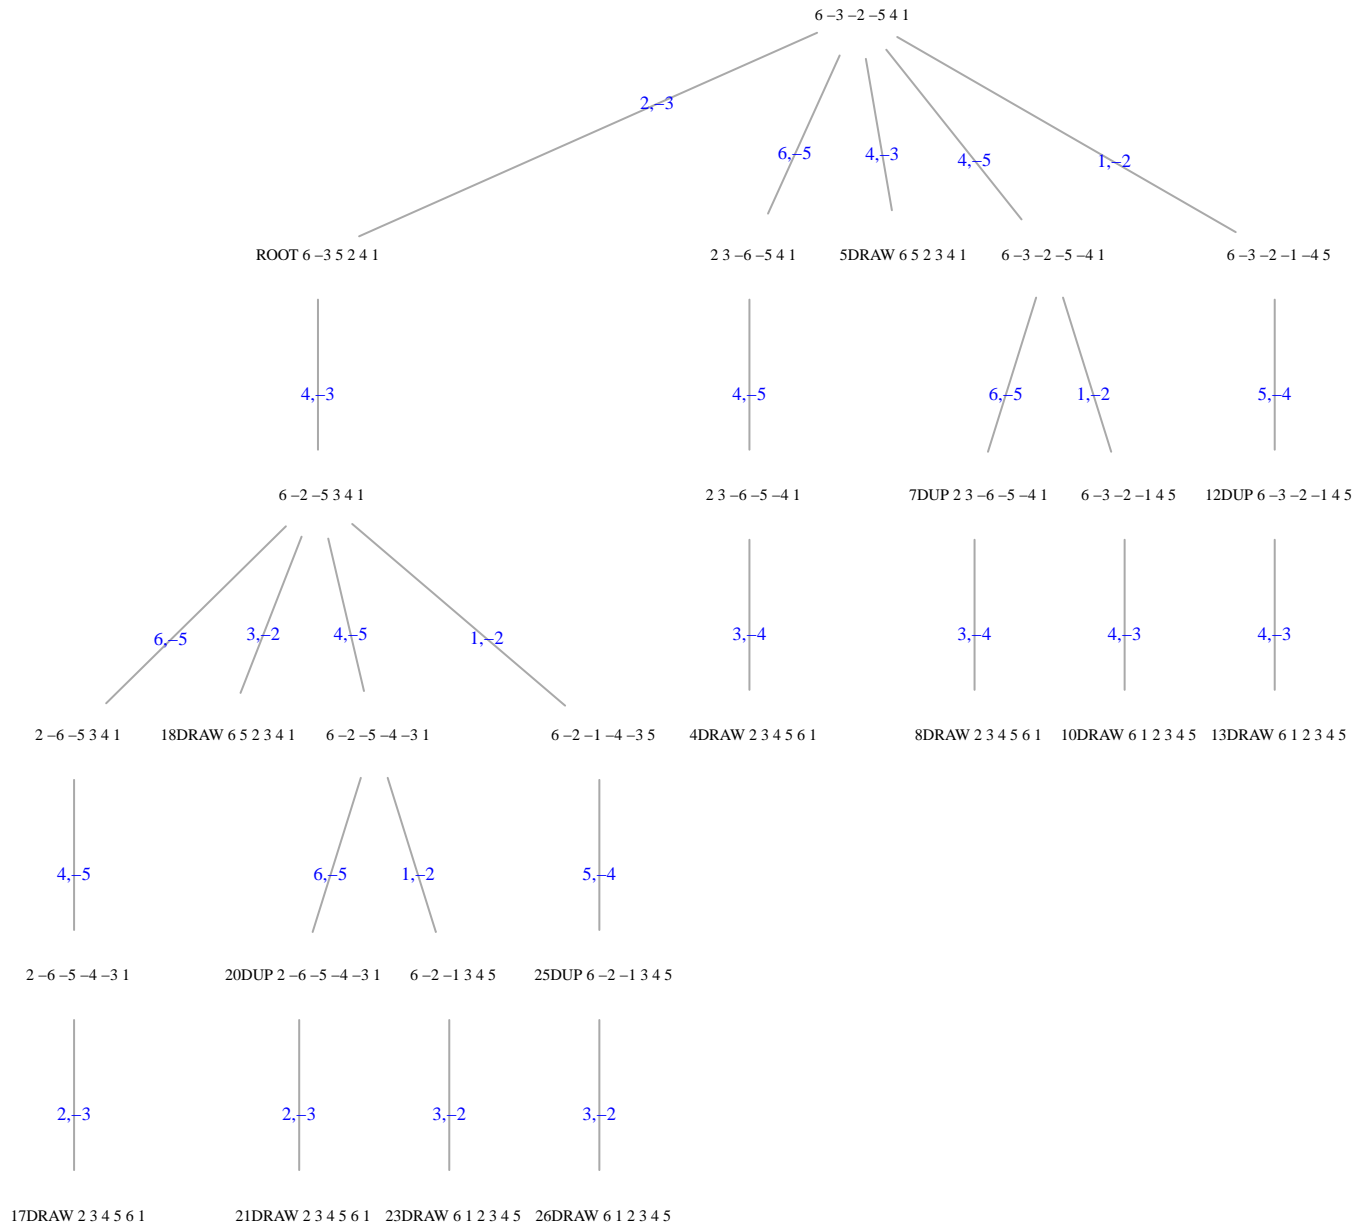 6 –3 –2 –5 4 1
2,–3
6,–5
4,–3
4,–5
1,–2
ROOT 6 –3 5 2 4 1
2 3 –6 –5 4 1
5DRAW 6 5 2 3 4 1
6 –3 –2 –5 –4 1
6 –3 –2 –1 –4 5
4,–3
4,–5
6,–5
1,–2
5,–4
6 –2 –5 3 4 1
2 3 –6 –5 –4 1
7DUP 2 3 –6 –5 –4 1
6 –3 –2 –1 4 5
12DUP 6 –3 –2 –1 4 5
6,–5
3,–2
4,–5
1,–2
3,–4
3,–4
4,–3
4,–3
2 –6 –5 3 4 1
18DRAW 6 5 2 3 4 1
6 –2 –5 –4 –3 1
6 –2 –1 –4 –3 5
4DRAW 2 3 4 5 6 1
8DRAW 2 3 4 5 6 1
10DRAW 6 1 2 3 4 5
13DRAW 6 1 2 3 4 5
4,–5
6,–5
1,–2
5,–4
2 –6 –5 –4 –3 1
20DUP 2 –6 –5 –4 –3 1
6 –2 –1 3 4 5
25DUP 6 –2 –1 3 4 5
2,–3
2,–3
3,–2
3,–2
17DRAW 2 3 4 5 6 1
21DRAW 2 3 4 5 6 1
23DRAW 6 1 2 3 4 5
26DRAW 6 1 2 3 4 5